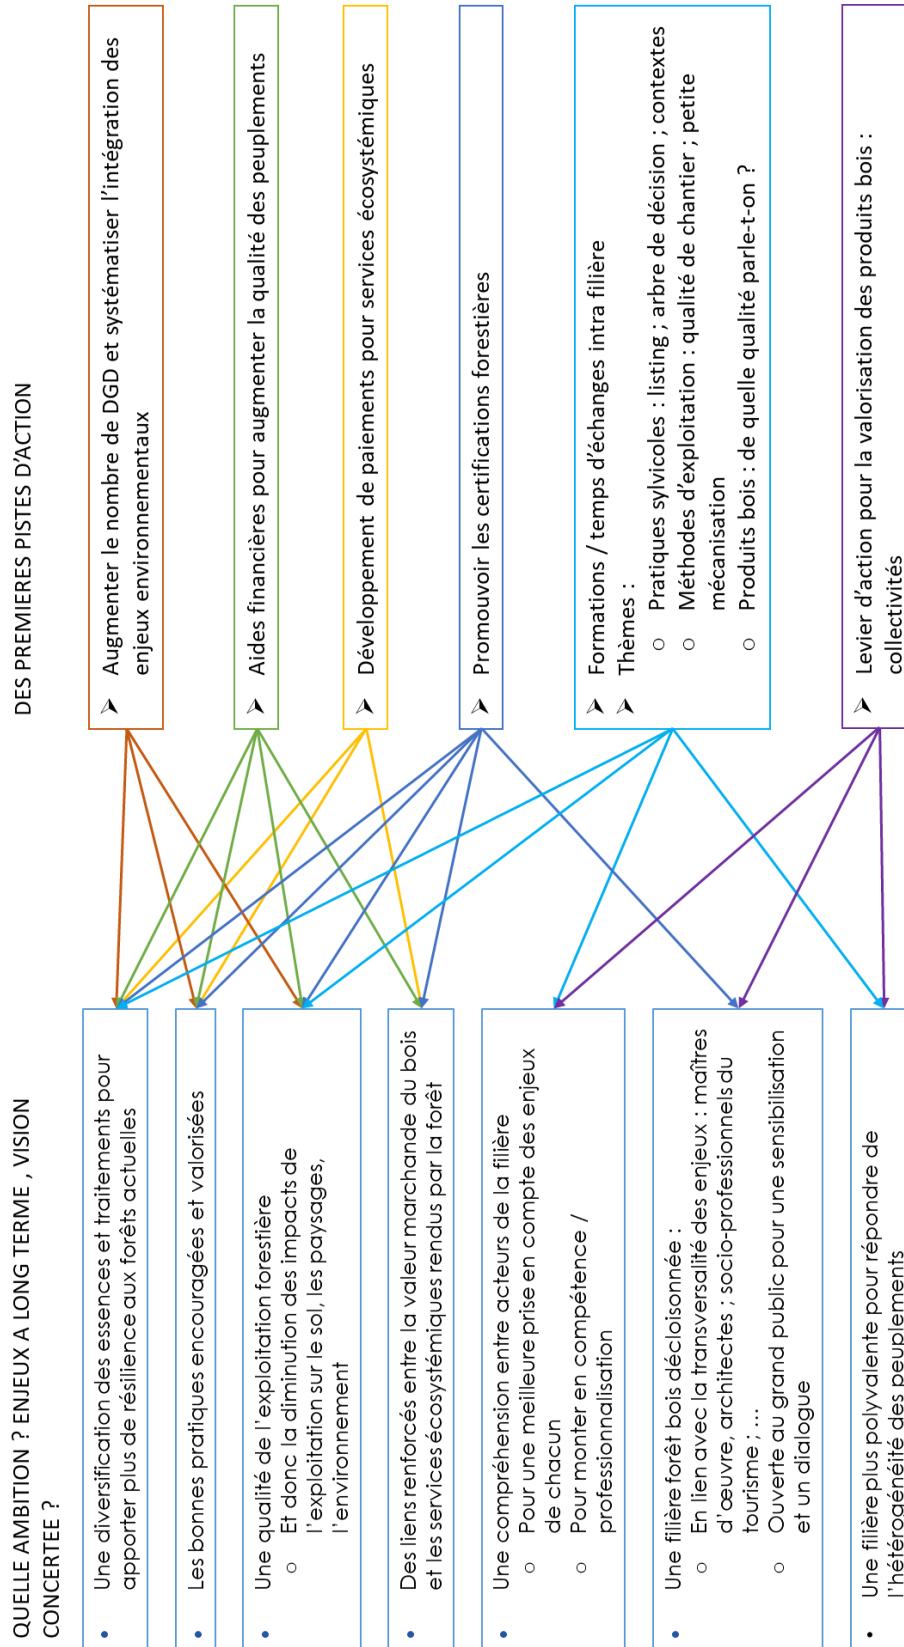 QUELLE AMBITION ? ENJEUX A LONG TERME , VISION
CONCERTEE ?
• Une diversification des essences et traitements pour
apporter plus de résilience aux forêts actuelles
• Les bonnes pratiques encouragées et valorisées
• Une qualité de l'exploitation forestière
○ Et donc la diminution des impacts de
l'exploitation sur le sol, les paysages,
l'environnement
• Des liens renforcés entre la valeur marchande du bois
et les services écosystémiques rendus par la forêt
• Une compréhension entre acteurs de la filière
○ Pour une meilleure prise en compte des enjeux
de chacun
○ Pour monter en compétence /
professionnalisation
• Une filière forêt bois décloisonnée :
○ En lien avec la transversalité des enjeux : maîtres
d'œuvre, architectes ; socio-professionnels du
tourisme ; ...
○ Ouverte au grand public pour une sensibilisation
et un dialogue
• Une filière plus polyvalente pour répondre de
l'hétérogénéité des peuplements
DES PREMIERES PISTES D'ACTION
➢ Augmenter le nombre de DGD et systématiser l'intégration des
enjeux environnementaux
➢ Aides financières pour augmenter la qualité des peuplements
➢ Développement de paiements pour services écosystémiques
➢ Promouvoir les certifications forestières
➢ Formations / temps d'échanges intra filière
➢ Thèmes :
○ Pratiques sylvicoles : listing ; arbre de décision ; contextes
○ Méthodes d'exploitation : qualité de chantier ; petite
mécanisation
○ Produits bois : de quelle qualité parle-t-on ?
➢ Levier d'action pour la valorisation des produits bois :
collectivités